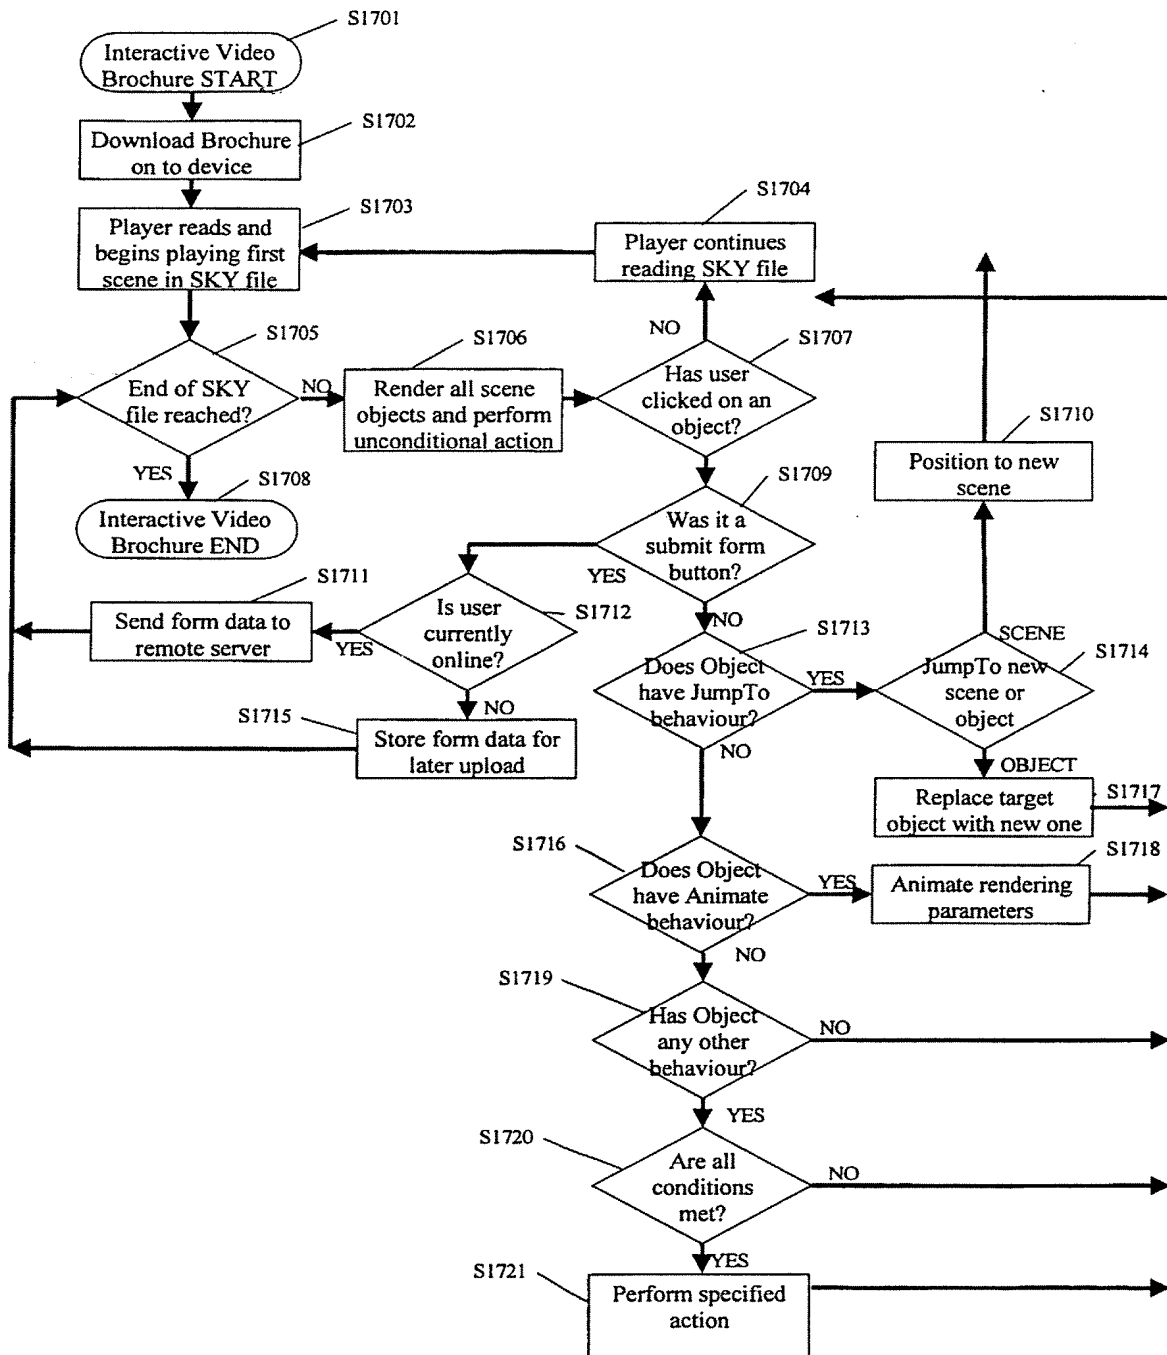 S1701
Interactive Video
Brochure START
S1702
Download Brochure
on to device
S1703
Player reads and
begins playing first
scene in SKY file
S1704
Player continues
reading SKY file
S1705
End of SKY
file reached?
NO
YES
S1706
Render all scene
objects and perform
unconditional action
S1707
Has user
clicked on an
object?
NO
S1708
Interactive Video
Brochure END
S1709
Was it a
submit form
button?
YES
NO
S1710
Position to new
scene
S1711
Send form data to
remote server
S1712
Is user
currently
online?
YES
NO
S1713
Does Object
have JumpTo
behaviour?
YES
NO
SCENE
S1714
JumpTo new
scene or
object
OBJECT
S1715
Store form data for
later upload
S1717
Replace target
object with new one
S1716
Does Object
have Animate
behaviour?
YES
NO
S1718
Animate rendering
parameters
S1719
Has Object
any other
behaviour?
NO
YES
S1720
Are all
conditions
met?
NO
YES
S1721
Perform specified
action